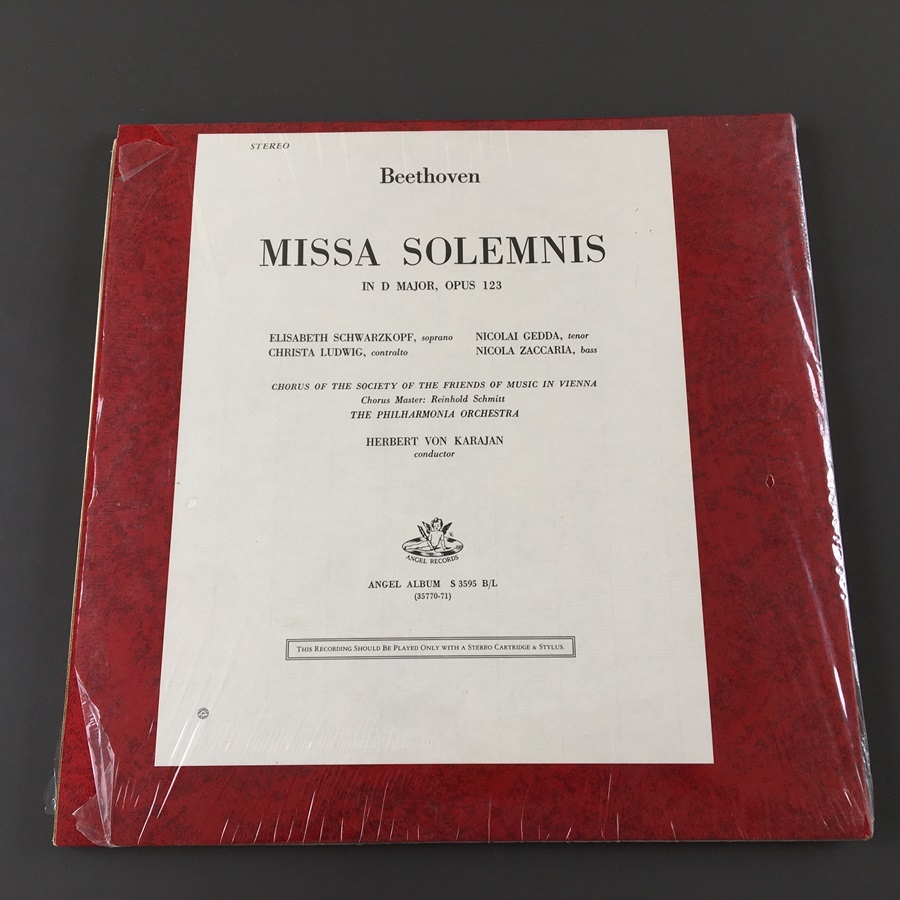 STEREO
Beethoven
MISSA SOLEMNIS
IN D MAJOR, OPUS 123
ELISABETH SCHWARZKOPF, soprano NICOLAI GEDDA, tenor
CHRISTA LUDWIG, contralto NICOLA ZACCARIA, bass
CHORUS OF THE SOCIETY OF THE FRIENDS OF MUSIC IN VIENNA
Chorus Master: Reinhold Schmitt
THE PHILHARMONIA ORCHESTRA
HERBERT VON KARAJAN
conductor
ANGEL RECORDS
ANGEL ALBUM S 3595 B/L
(35770-71)
THIS RECORDING SHOULD BE PLAYED ONLY WITH A STEREO CARTRIDGE & STYLUS.